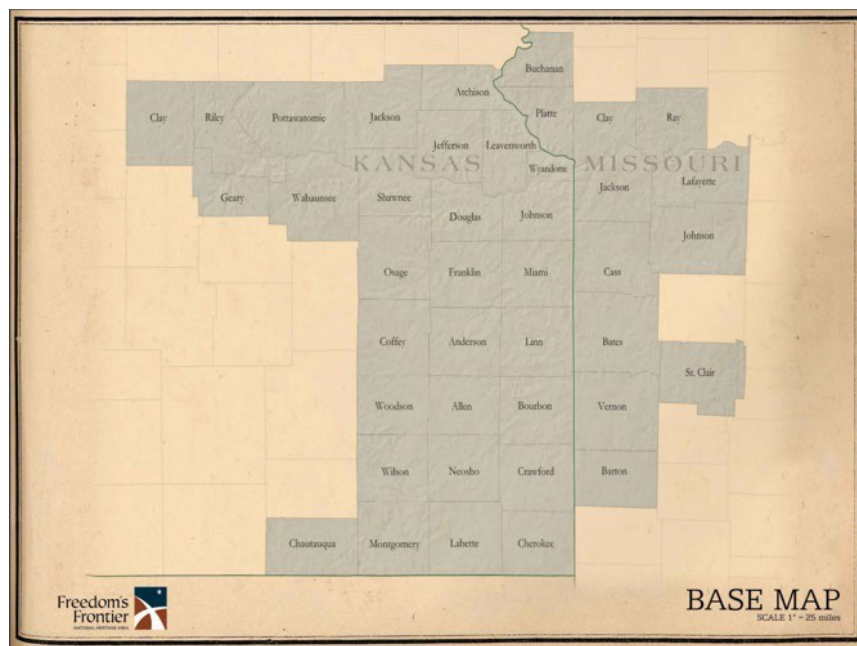 Buchanan
Atchison
Clay
Riley
Pottawatomie
Jackson
Platte
Clay
Ray
Jefferson
Leavenworth
KANSAS
MISSOURI
Wyandotte
Geary
Wabaunsee
Shawnee
Jackson
Lafayette
Douglas
Johnson
Johnson
Osage
Franklin
Miami
Cass
Coffey
Anderson
Linn
Bates
St. Clair
Woodson
Allen
Bourbon
Vernon
Wilson
Neosho
Crawford
Barton
Chautauqua
Montgomery
Labette
Cherokee
Freedom's
Frontier
NATIONAL HERITAGE AREA
BASE MAP
SCALE 1" = 25 miles